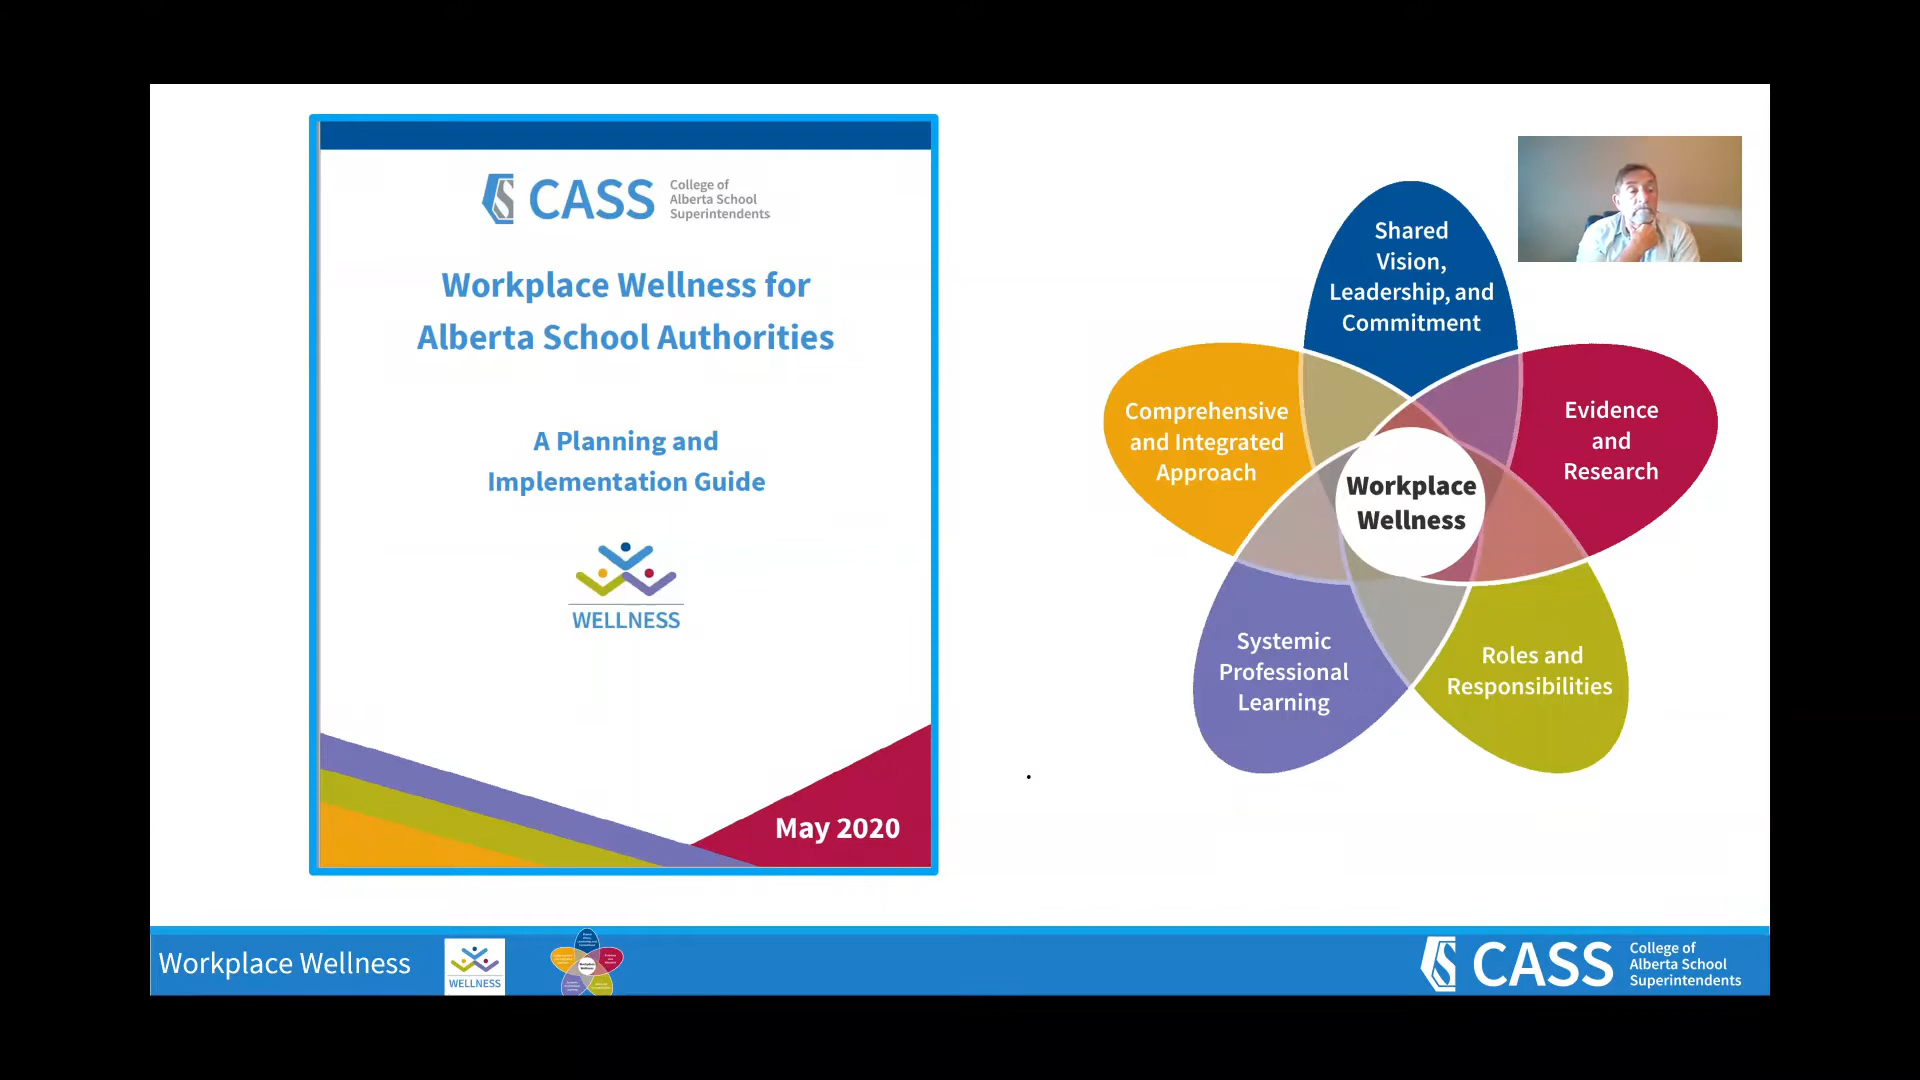 CASS
College of
Alberta School
Superintendents
Workplace Wellness for
Alberta School Authorities
A Planning and
Implementation Guide
WELLNESS
May 2020
Shared
Vision,
Leadership, and
Commitment
Comprehensive
and Integrated
Approach
Evidence
and
Research
Workplace
Wellness
Systemic
Professional
Learning
Roles and
Responsibilities
Workplace Wellness
WELLNESS
CASS
College of
Alberta School
Superintendents